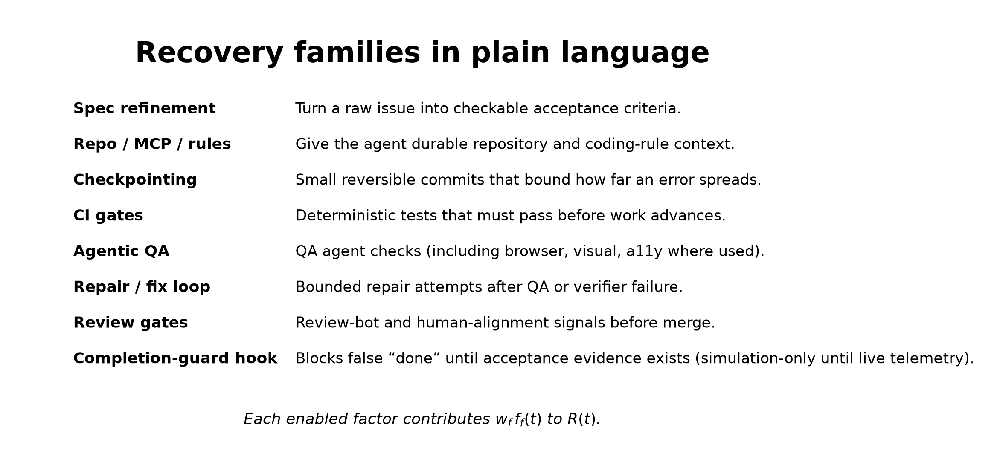 Recovery families in plain language
Spec refinement Turn a raw issue into checkable acceptance criteria.
Repo / MCP / rules Give the agent durable repository and coding-rule context.
Checkpointing Small reversible commits that bound how far an error spreads.
CI gates Deterministic tests that must pass before work advances.
Agentic QA QA agent checks (including browser, visual, a11y where used).
Repair / fix loop Bounded repair attempts after QA or verifier failure.
Review gates Review-bot and human-alignment signals before merge.
Completion-guard hook Blocks false “done” until acceptance evidence exists (simulation-only until live telemetry).
Each enabled factor contributes w_f f_f(t) to R(t).